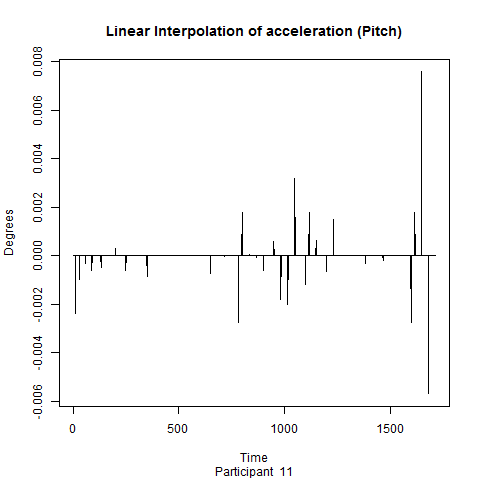 Linear Interpolation of acceleration (Pitch)
Degrees
0.008
0.006
0.004
0.002
0.000
-0.002
-0.004
-0.006
0 500 1000 1500
Time
Participant 11